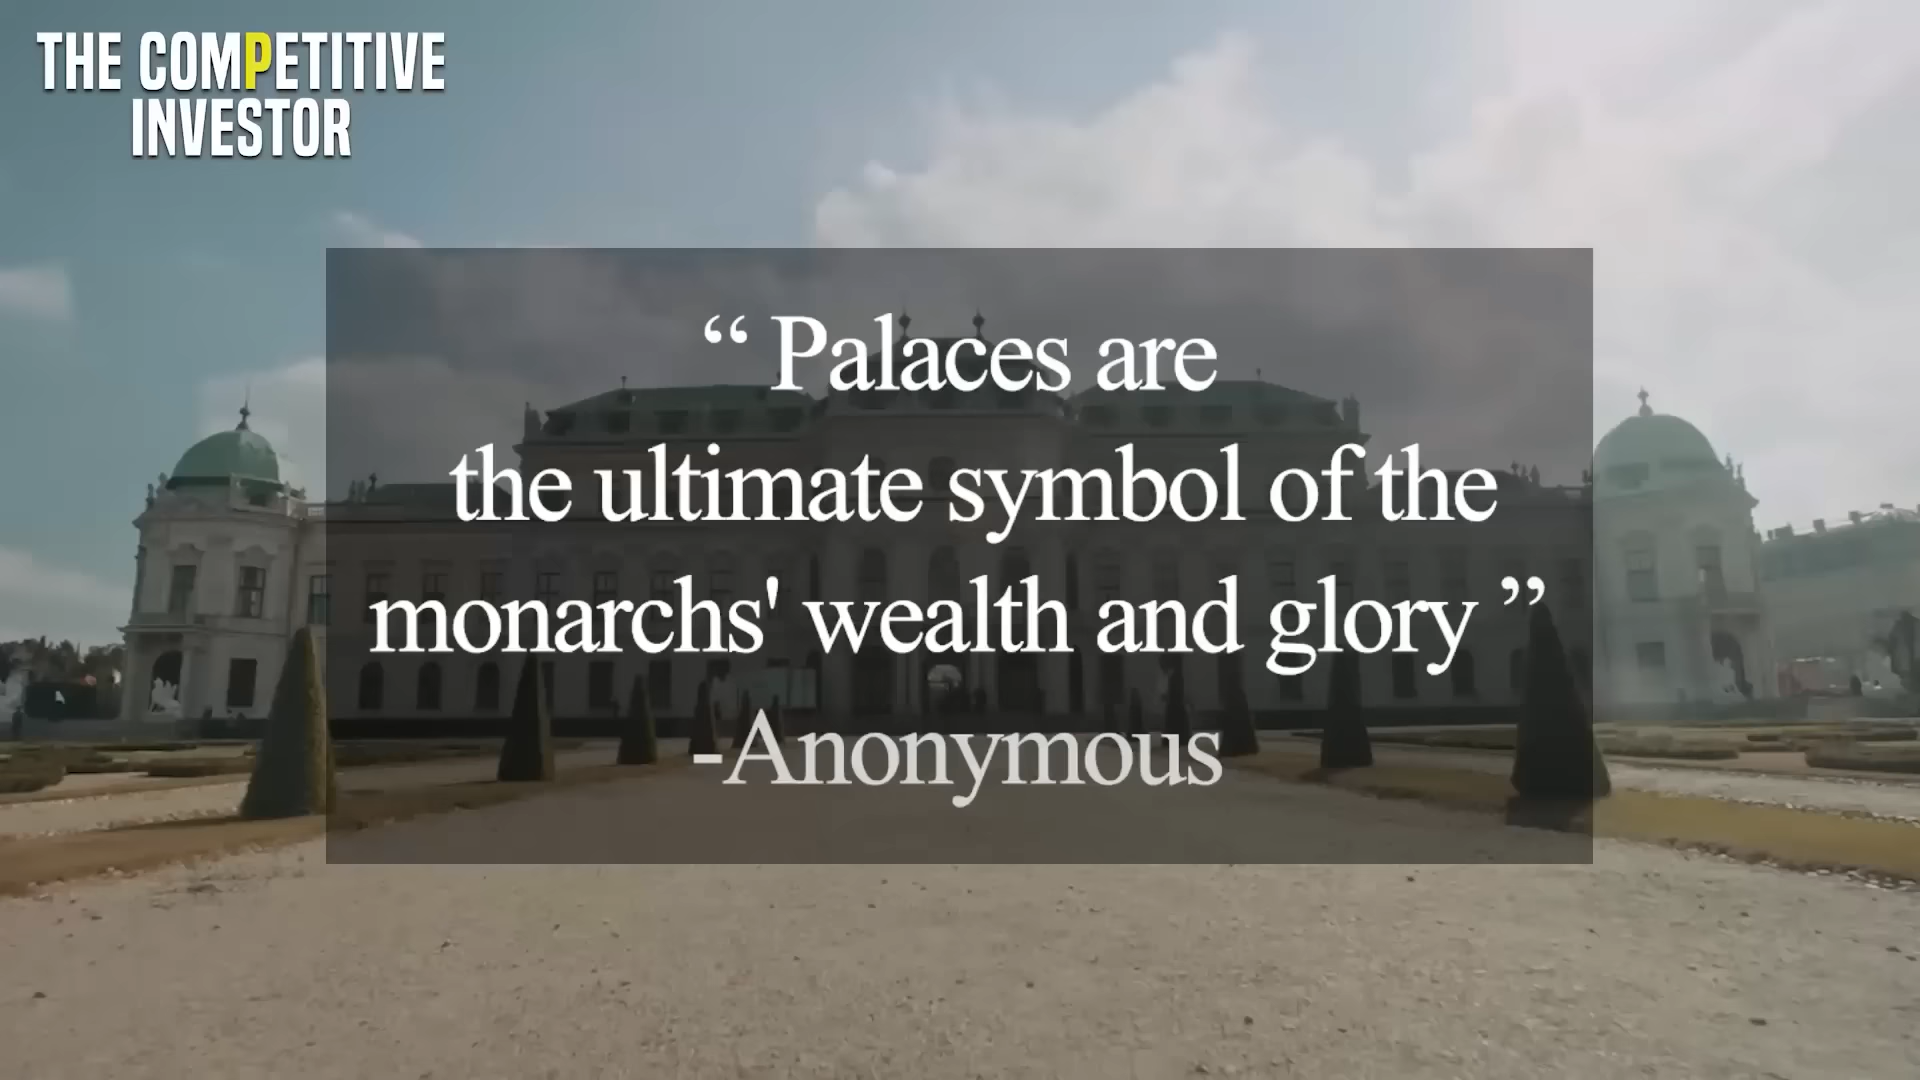 THE COMPETITIVE
INVESTOR
“ Palaces are
the ultimate symbol of the
monarchs' wealth and glory ”
-Anonymous